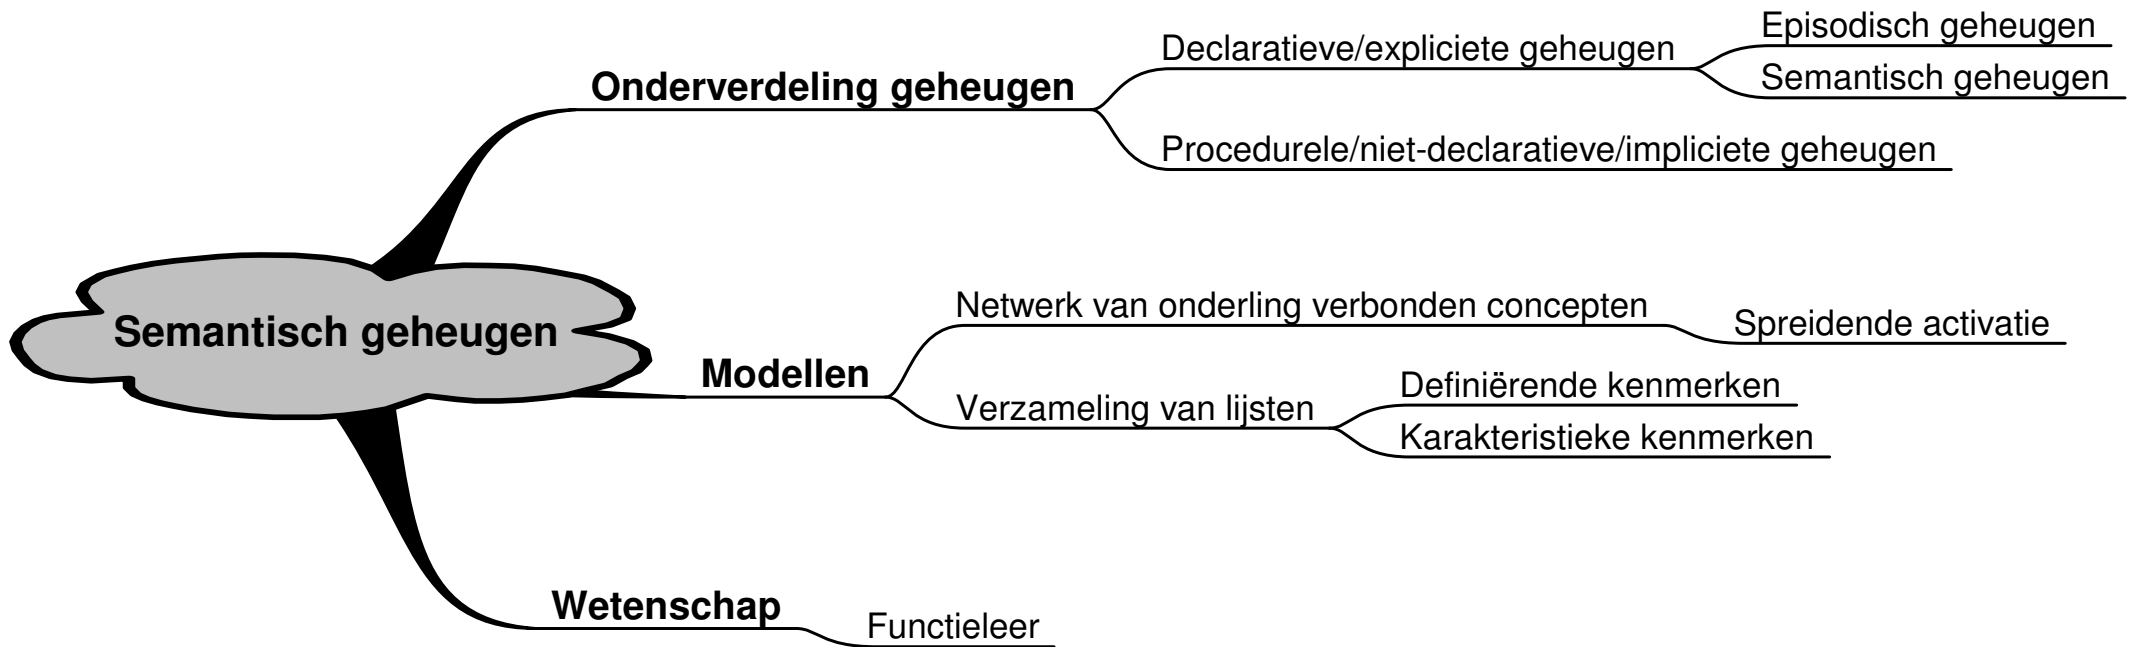 Semantisch geheugen
Onderverdeling geheugen
Declaratieve/expliciete geheugen
Episodisch geheugen
Semantisch geheugen
Procedurele/niet-declaratieve/impliciete geheugen
Modellen
Netwerk van onderling verbonden concepten
Spreidende activatie
Verzameling van lijsten
Definiërende kenmerken
Karakteristieke kenmerken
Wetenschap
Functieleer